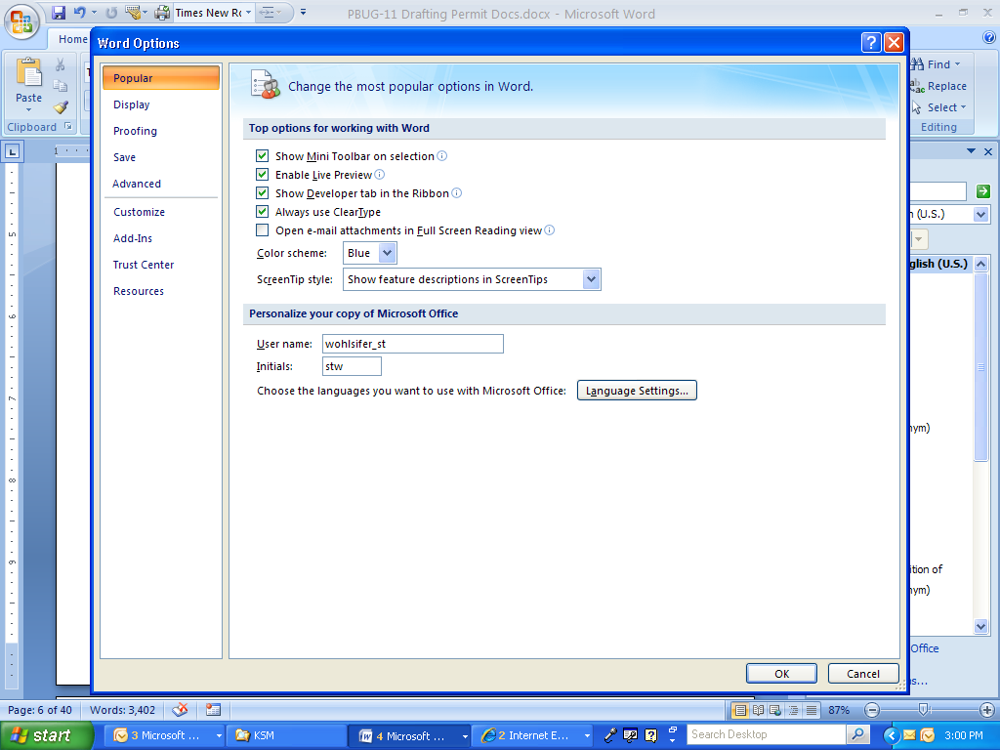 Times New Ro
PBUG-11 Drafting Permit Docs.docx - Microsoft Word
Home
Word Options
Paste
Clipboard
Find
Replace
Select
Editing
Popular
Display
Proofing
Save
Advanced
Customize
Add-Ins
Trust Center
Resources
Change the most popular options in Word.
Top options for working with Word
Show Mini Toolbar on selection
Enable Live Preview
Show Developer tab in the Ribbon
Always use ClearType
Open e-mail attachments in Full Screen Reading view
Color scheme: Blue
ScreenTip style: Show feature descriptions in ScreenTips
Personalize your copy of Microsoft Office
User name: wohlsifer_st
Initials: stw
Choose the languages you want to use with Microsoft Office: Language Settings...
OK Cancel
1
5
6
7
8
9
(U.S.)
glish (U.S.)
nym)
ition of
nym)
Office
s...
Page: 6 of 40 Words: 3,402 87%
start 3 Microsoft ... KSM 4 Microsoft ... 2 Internet E... Search Desktop 3:00 PM